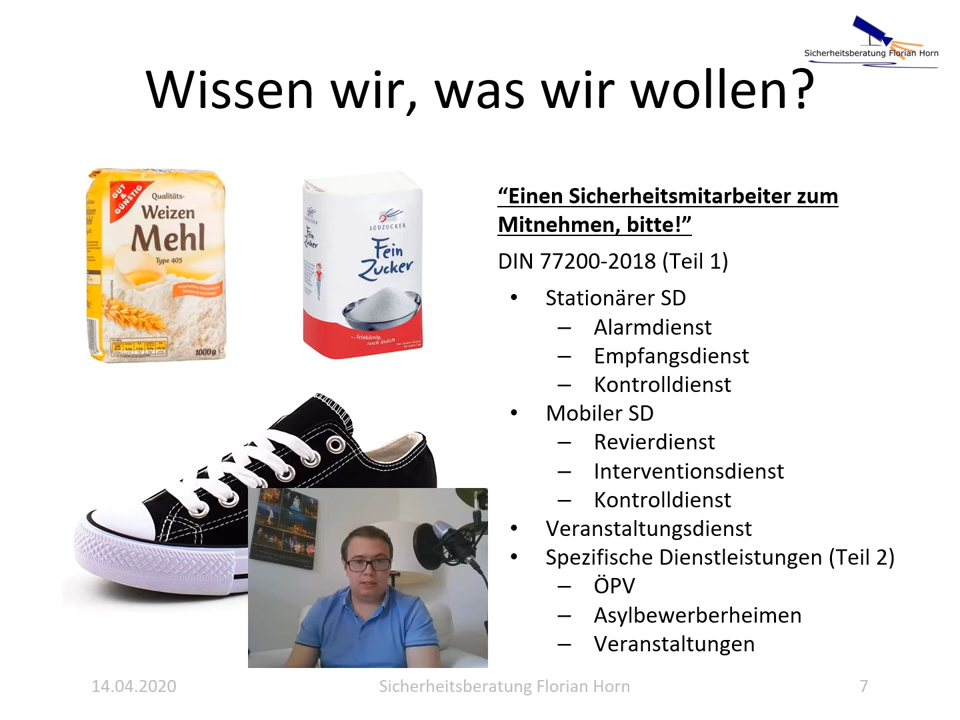 Sicherheitsberatung Florian Horn
Wissen wir, was wir wollen?
GUT &
GÜNSTIG
Qualitäts-
Weizen
Mehl
Type 405
1000g e
SÜDZUCKER
Fein
Zucker
Fein
Zucker
“Einen Sicherheitsmitarbeiter zum
Mitnehmen, bitte!”
DIN 77200-2018 (Teil 1)
• Stationärer SD
– Alarmdienst
– Empfangsdienst
– Kontrolldienst
• Mobiler SD
– Revierdienst
– Interventionsdienst
– Kontrolldienst
• Veranstaltungsdienst
• Spezifische Dienstleistungen (Teil 2)
– ÖPV
– Asylbewerberheimen
– Veranstaltungen
14.04.2020
Sicherheitsberatung Florian Horn
7